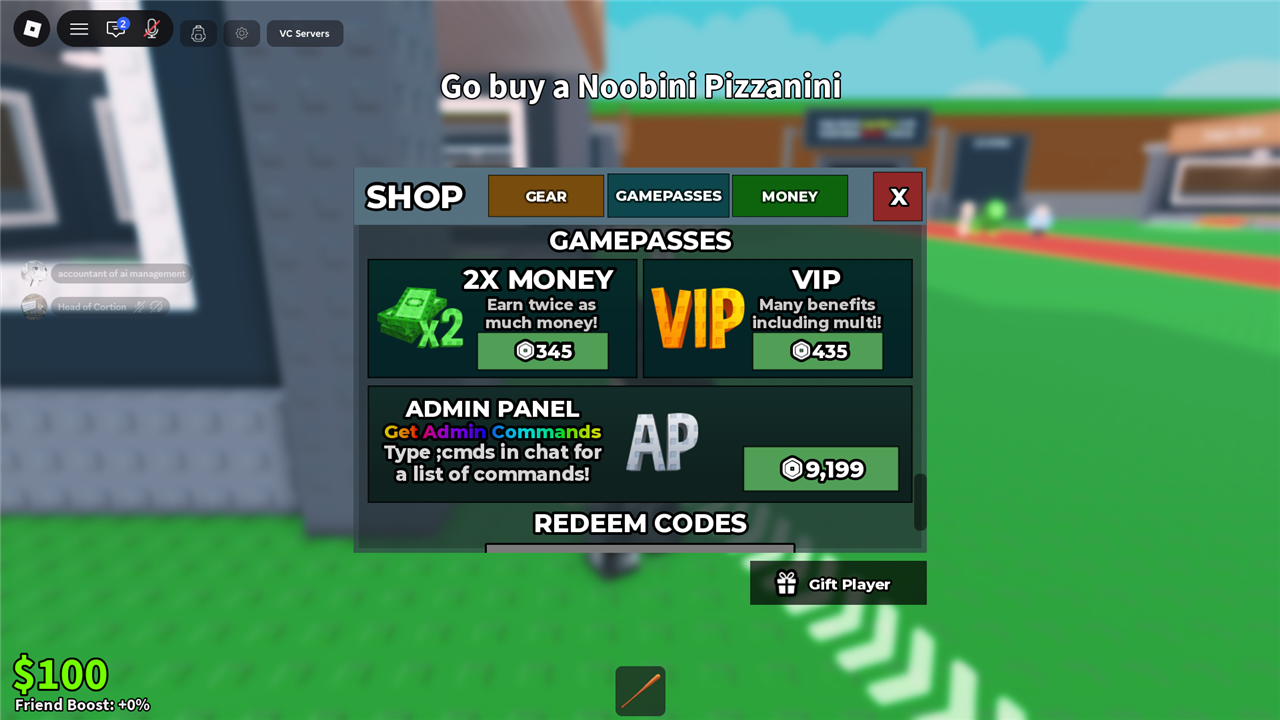 2
VC Servers
Go buy a Noobini Pizzanini
SHOP
GEAR
GAMEPASSES
MONEY
X
GAMEPASSES
2X MONEY
Earn twice as
much money!
x2
345
VIP
VIP
Many benefits
including multi!
435
accountant of ai management
Head of Cortion
ADMIN PANEL
Get Admin Commands
Type ;cmds in chat for
a list of commands!
AP
9,199
REDEEM CODES
Gift Player
$100
Friend Boost: +0%